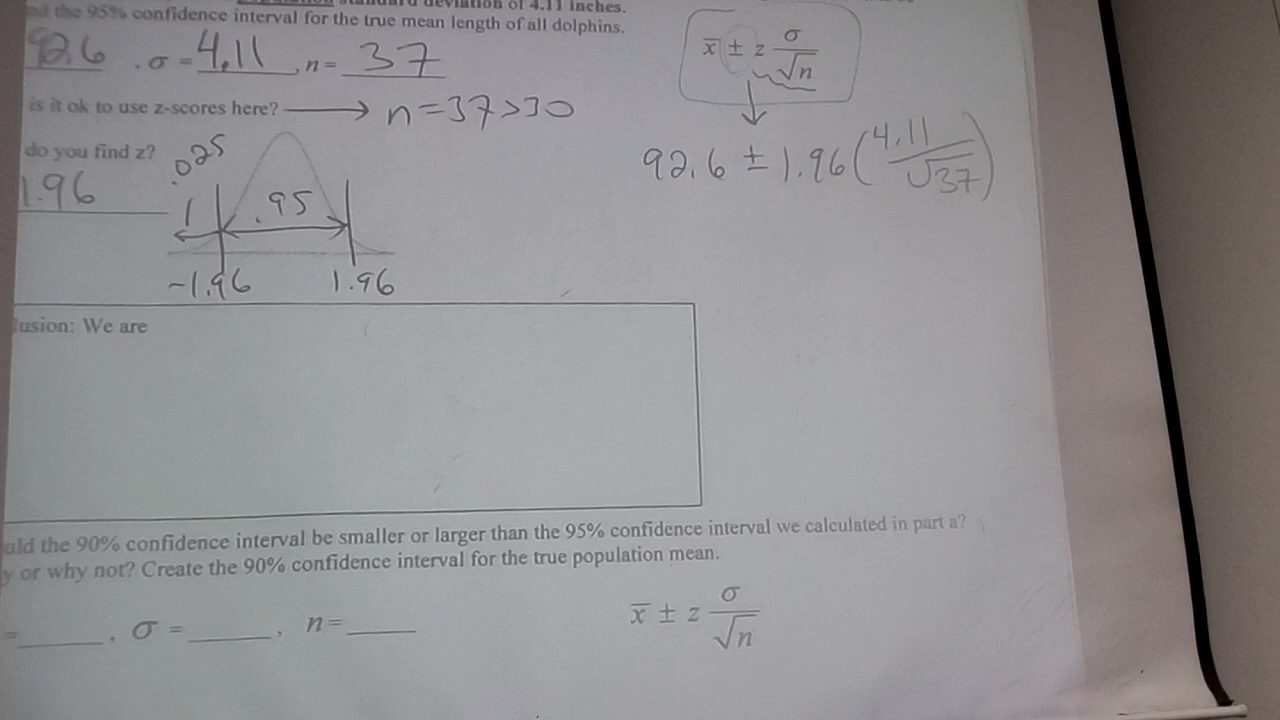 standard deviation of 4.11 inches.
the 95% confidence interval for the true mean length of all dolphins.
92.6 , σ = 4.11 , n = 37
is it ok to use z-scores here? → n = 37 > 30
do you find z?
1.96
.025
.95
-1.96 1.96
x̄ ± z σ/√n
92.6 ± 1.96 (4.11/√37)
lusion: We are
uld the 90% confidence interval be smaller or larger than the 95% confidence interval we calculated in part a?
y or why not? Create the 90% confidence interval for the true population mean.
= ______ , σ = ______ , n = _____
x̄ ± z σ/√n